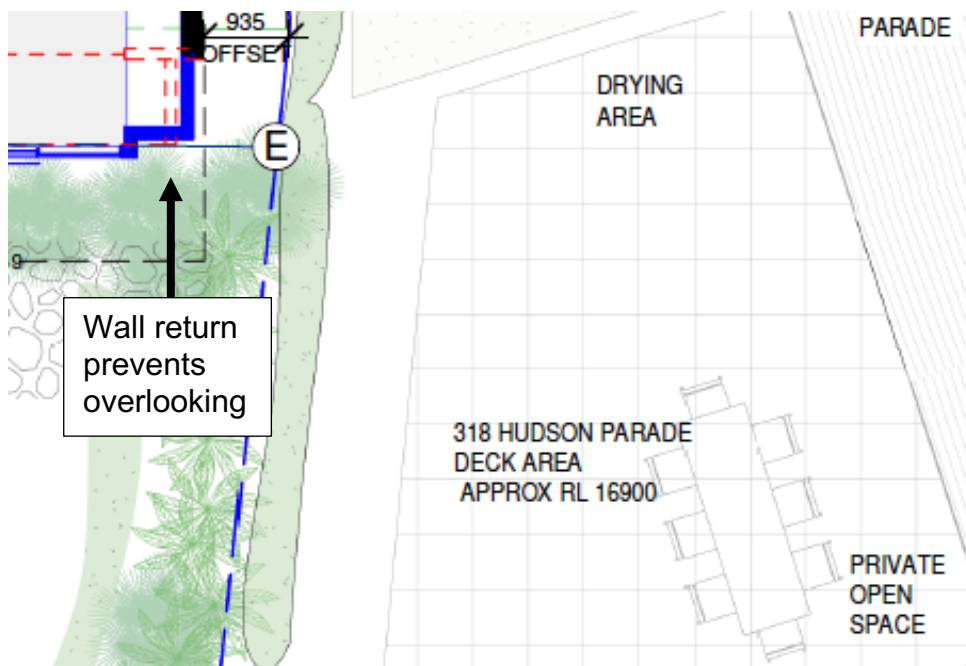 935
OFFSET
PARADE
DRYING
AREA
E
9
Wall return
prevents
overlooking
318 HUDSON PARADE
DECK AREA
APPROX RL 16900
PRIVATE
OPEN
SPACE